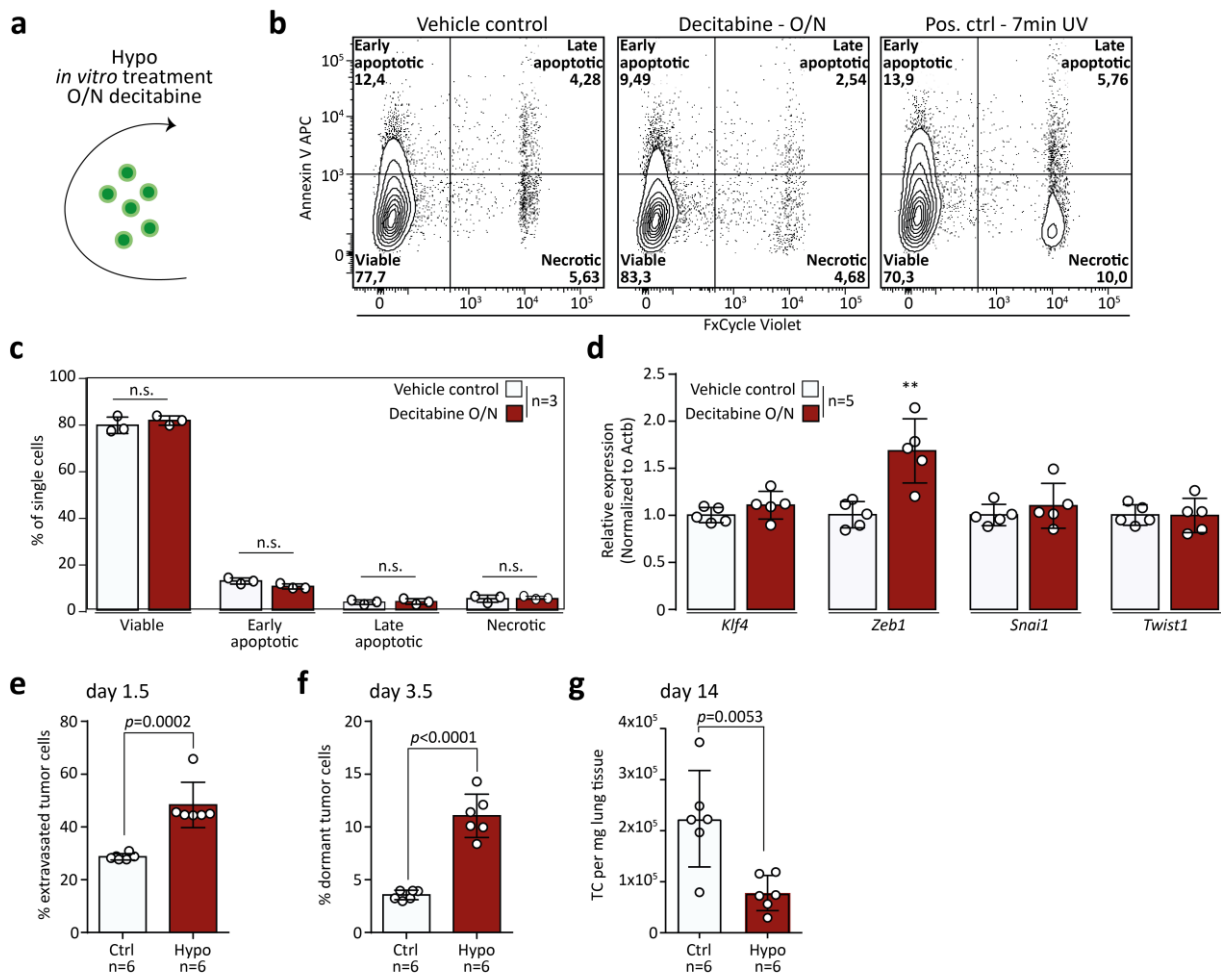 a
Hypo
in vitro treatment
O/N decitabine
b
Vehicle control
Decitabine - O/N
Pos. ctrl - 7min UV
Early apoptotic 12,4
Late apoptotic 4,28
Viable 77,7
Necrotic 5,63
Early apoptotic 9,49
Late apoptotic 2,54
Viable 83,3
Necrotic 4,68
Early apoptotic 13,9
Late apoptotic 5,76
Viable 70,3
Necrotic 10,0
Annexin V APC
10⁵
10⁴
10³
0
0 10³ 10⁴ 10⁵
0 10³ 10⁴ 10⁵
0 10³ 10⁴ 10⁵
FxCycle Violet
c
% of single cells
100
80
60
40
20
0
n.s.
n.s.
n.s.
n.s.
Vehicle control
Decitabine O/N
n=3
Viable
Early apoptotic
Late apoptotic
Necrotic
d
Relative expression
(Normalized to Actb)
2.5
2.0
1.5
1.0
0.5
0
Vehicle control
Decitabine O/N
n=5
**
Klf4
Zeb1
Snai1
Twist1
e
day 1.5
% extravasated tumor cells
80
60
40
20
0
p=0.0002
Ctrl n=6
Hypo n=6
f
day 3.5
% dormant tumor cells
20
15
10
5
0
p<0.0001
Ctrl n=6
Hypo n=6
g
day 14
TC per mg lung tissue
4x10⁵
3x10⁵
2x10⁵
1x10⁵
0
p=0.0053
Ctrl n=6
Hypo n=6